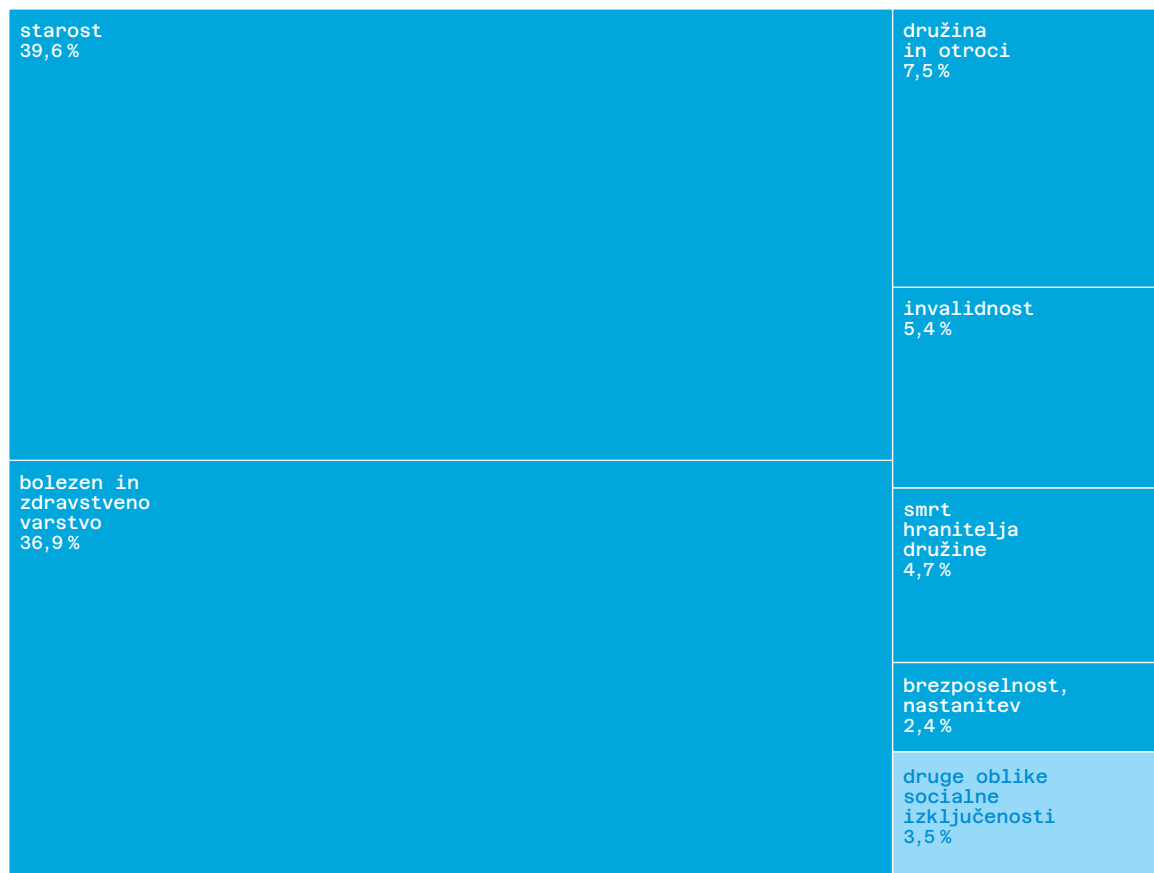 starost
39,6 %
bolezen in
zdravstveno
varstvo
36,9 %
družina
in otroci
7,5 %
invalidnost
5,4 %
smrt
hranitelja
družine
4,7 %
brezposelnost,
nastanitev
2,4 %
druge oblike
socialne
izključenosti
3,5 %